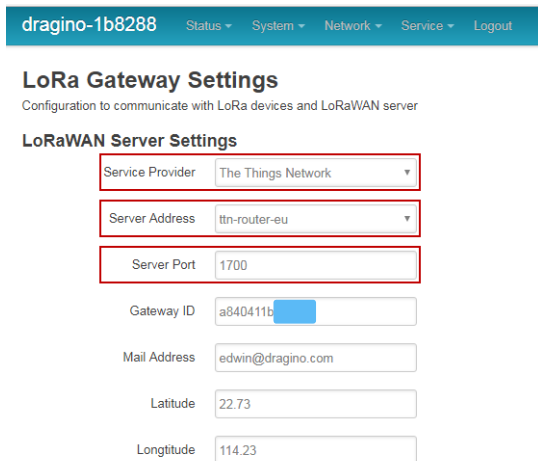 dragino-1b8288 Status System Network Service Logout
LoRa Gateway Settings
Configuration to communicate with LoRa devices and LoRaWAN server
LoRaWAN Server Settings
Service Provider The Things Network
Server Address ttn-router-eu
Server Port 1700
Gateway ID a840411b
Mail Address edwin@dragino.com
Latitude 22.73
Longtitude 114.23